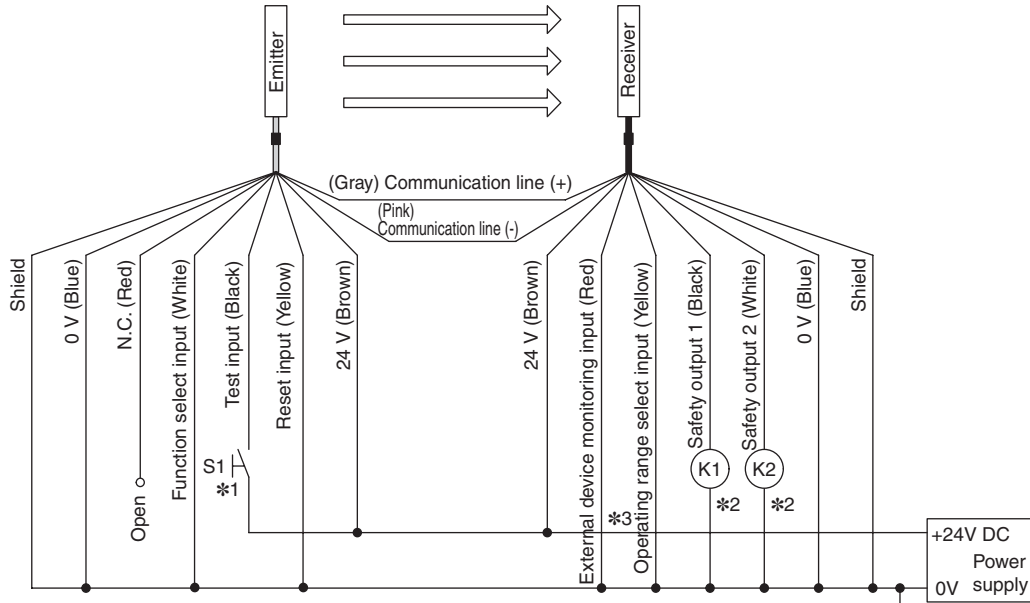 Emitter
Receiver
(Gray) Communication line (+)
(Pink)
Communication line (-)
Shield
0 V (Blue)
N.C. (Red)
Function select input (White)
Test input (Black)
Reset input (Yellow)
24 V (Brown)
24 V (Brown)
External device monitoring input (Red)
Operating range select input (Yellow)
Safety output 1 (Black)
Safety output 2 (White)
0 V (Blue)
Shield
Open
S1
*1
*3
K1
*2
K2
*2
+24V DC
Power
supply
0V